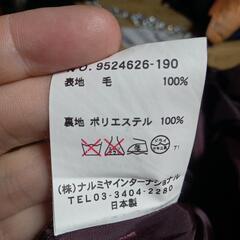 NO. 9524626-190
表地 毛 100%
裏地 ポリエステル 100%
(株)ナルミヤインターナショナル
TEL03-3404-2280
日本製